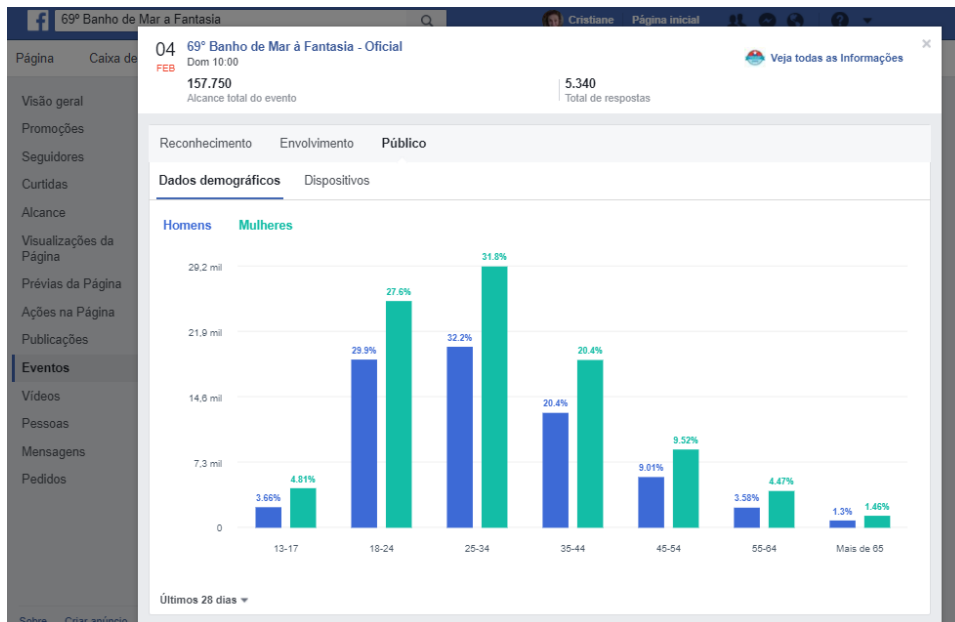 69º Banho de Mar a Fantasia
Cristiane Página inicial
Página Caixa de
04
FEB
69° Banho de Mar à Fantasia - Oficial
Dom 10:00
Veja todas as Informações
157.750
Alcance total do evento
5.340
Total de respostas
Visão geral
Promoções
Seguidores
Curtidas
Alcance
Visualizações da
Página
Prévias da Página
Ações na Página
Publicações
Eventos
Vídeos
Pessoas
Mensagens
Pedidos
Reconhecimento Envolvimento Público
Dados demográficos Dispositivos
Homens Mulheres
29,2 mil
21,9 mil
14,6 mil
7,3 mil
0
3.66% 4.81%
29.9% 27.6%
32.2% 31.8%
20.4% 20.4%
9.01% 9.52%
3.58% 4.47%
1.3% 1.46%
13-17 18-24 25-34 35-44 45-54 55-64 Mais de 65
Últimos 28 dias
Sobre Criar anúncio